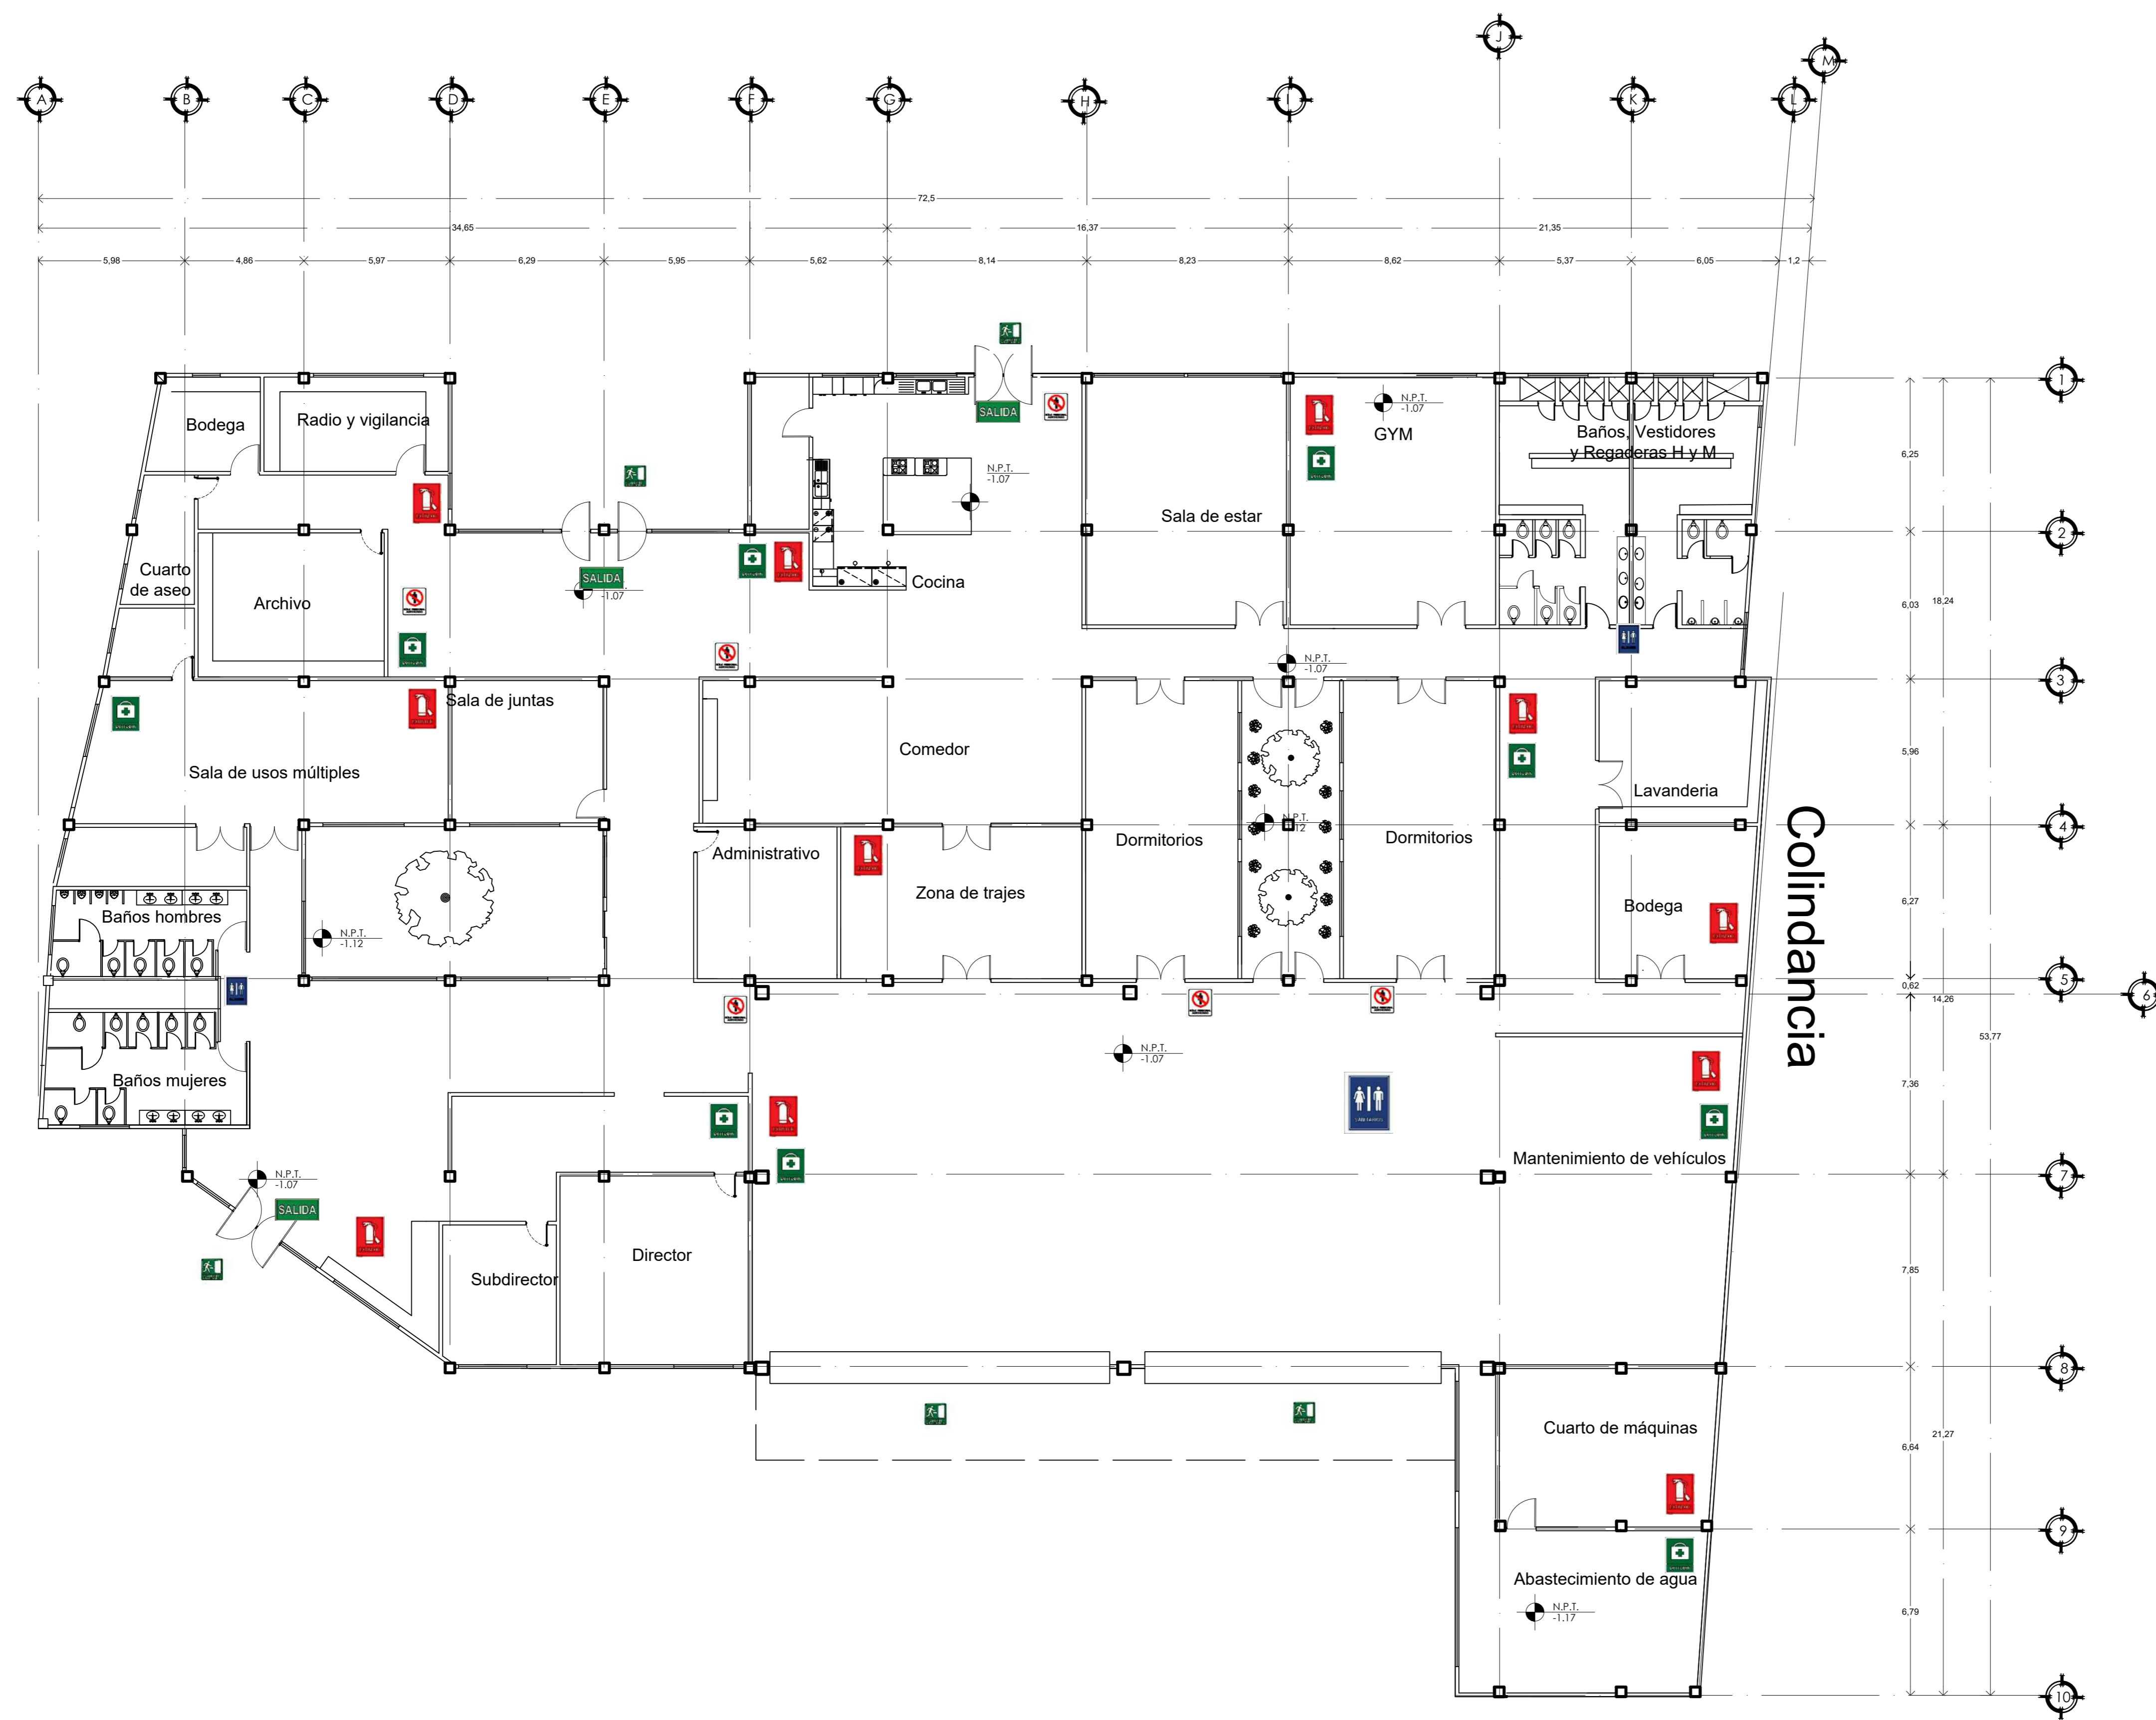 J
M
A
B
C
D
E
F
G
H
I
K
L
72,5
34,65
16,37
21,35
5,98
4,86
5,97
6,29
5,95
5,62
8,14
8,23
8,62
5,37
6,05
1,2
1
SALIDA
N.P.T.
-1.07
GYM
Bodega
Radio y vigilancia
Baños, Vestidores
y Regaderas H y M
6,25
N.P.T.
-1.07
Sala de estar
2
Cuarto
de aseo
Archivo
SALIDA
-1.07
Cocina
6,03
18,24
N.P.T.
-1.07
3
Sala de juntas
Comedor
5,96
Sala de usos múltiples
Lavanderia
Colindancia
4
N.P.T.
12
Administrativo
Dormitorios
Dormitorios
Zona de trajes
Bodega
6,27
Baños hombres
N.P.T.
-1.12
5
0,62
14,26
6
53,77
N.P.T.
-1.07
Baños mujeres
7,36
SANITARIOS
Mantenimiento de vehículos
N.P.T.
-1.07
7
SALIDA
Director
Subdirector
7,85
8
Cuarto de máquinas
21,27
6,64
9
Abastecimiento de agua
N.P.T.
-1.17
6,79
10